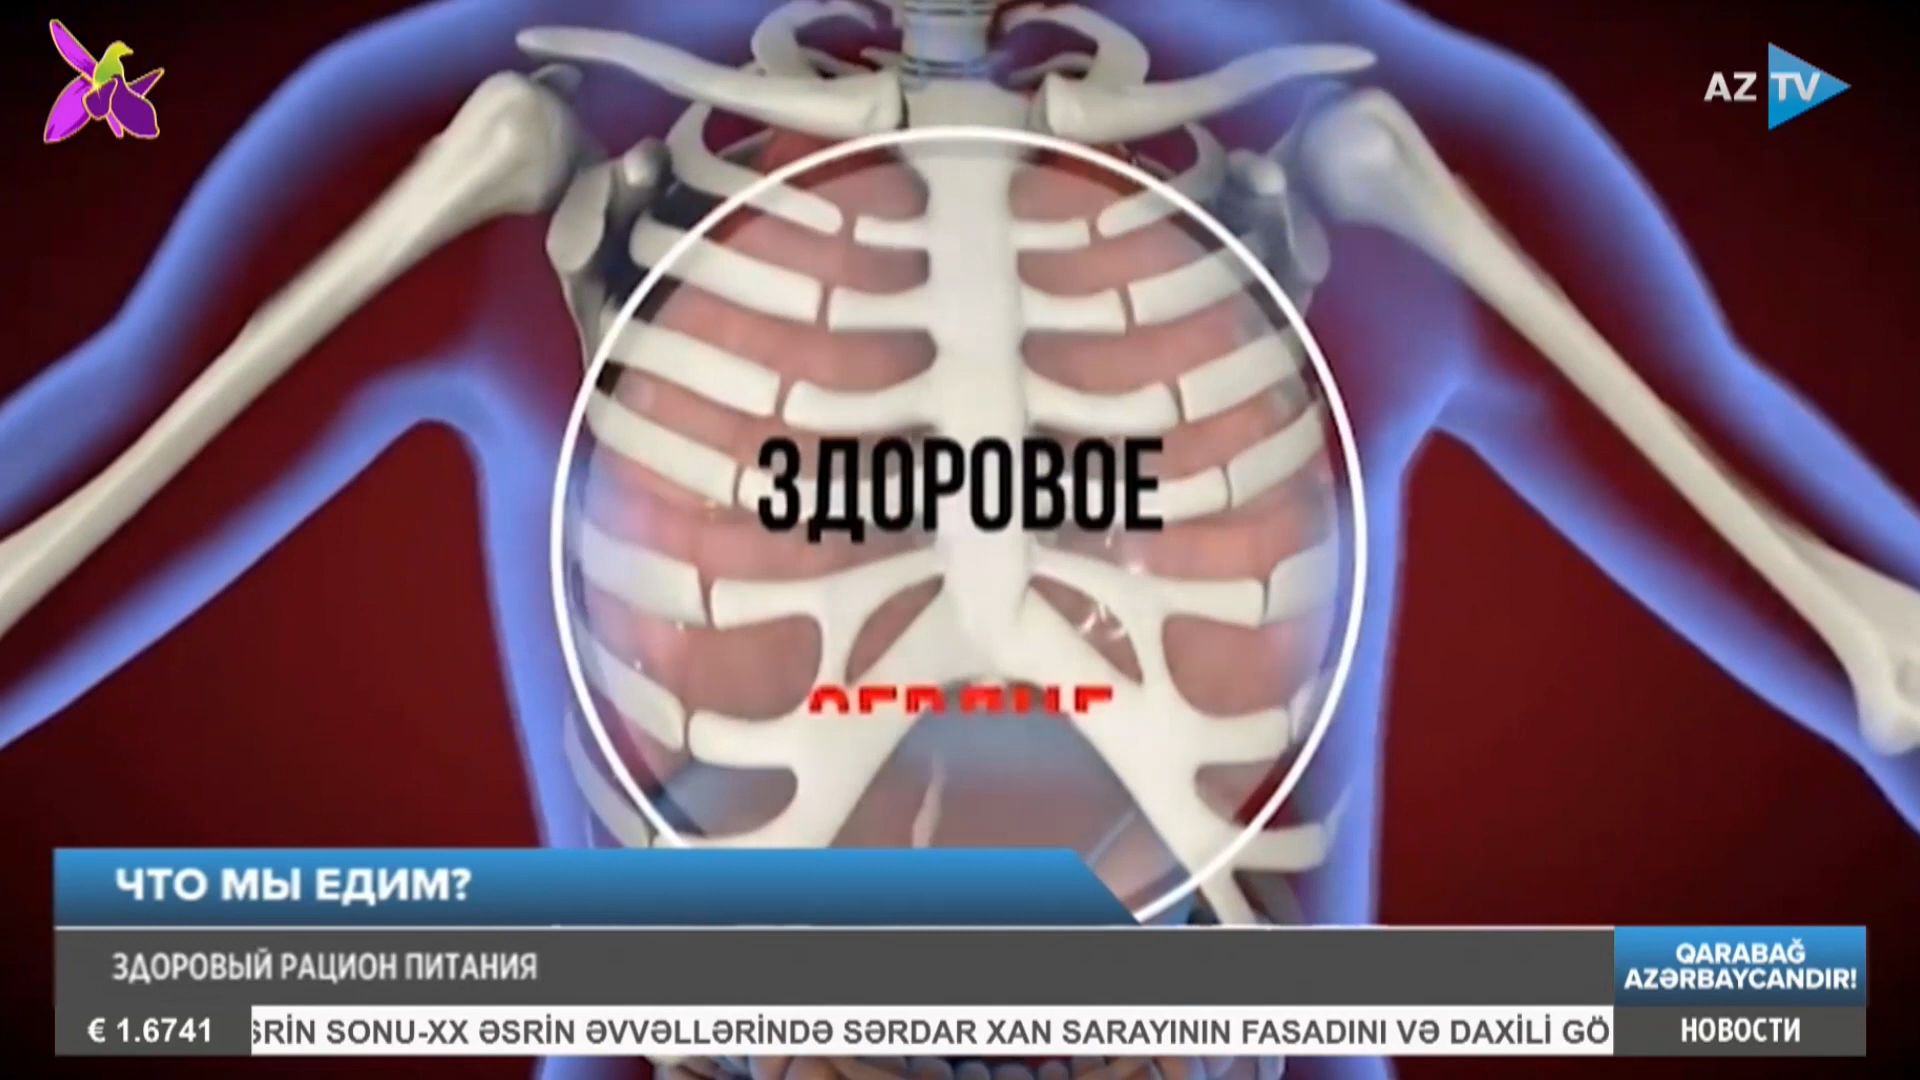 AZ TV
ЗДОРОВОЕ
ЧТО МЫ ЕДИМ?
ЗДОРОВЫЙ РАЦИОН ПИТАНИЯ
QARABAĞ
AZƏRBAYCANDIR!
€ 1.6741
SRİN SONU-XX ƏSRİN ƏVVƏLLƏRİNDƏ SƏRDAR XAN SARAYININ FASADINI VƏ DAXİLİ GÖ
НОВОСТИ